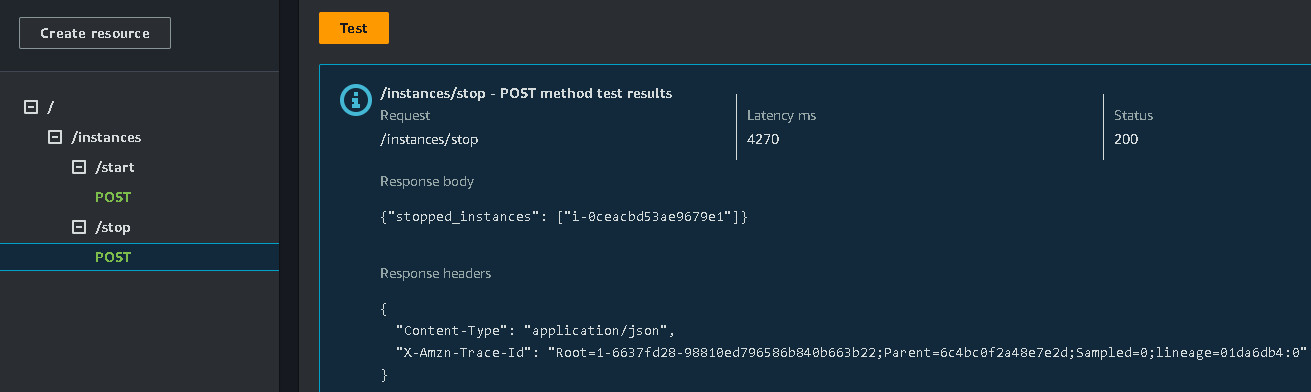 Create resource
/
/instances
/start
POST
/stop
POST
Test
/instances/stop - POST method test results
Request
/instances/stop
Latency ms
4270
Status
200
Response body
{"stopped_instances": ["i-0ceacbd53ae9679e1"]}
Response headers
{
"Content-Type": "application/json",
"X-Amzn-Trace-Id": "Root=1-6637fd28-98810ed796586b840b663b22;Parent=6c4bc0f2a48e7e2d;Sampled=0;lineage=01da6db4:0"
}